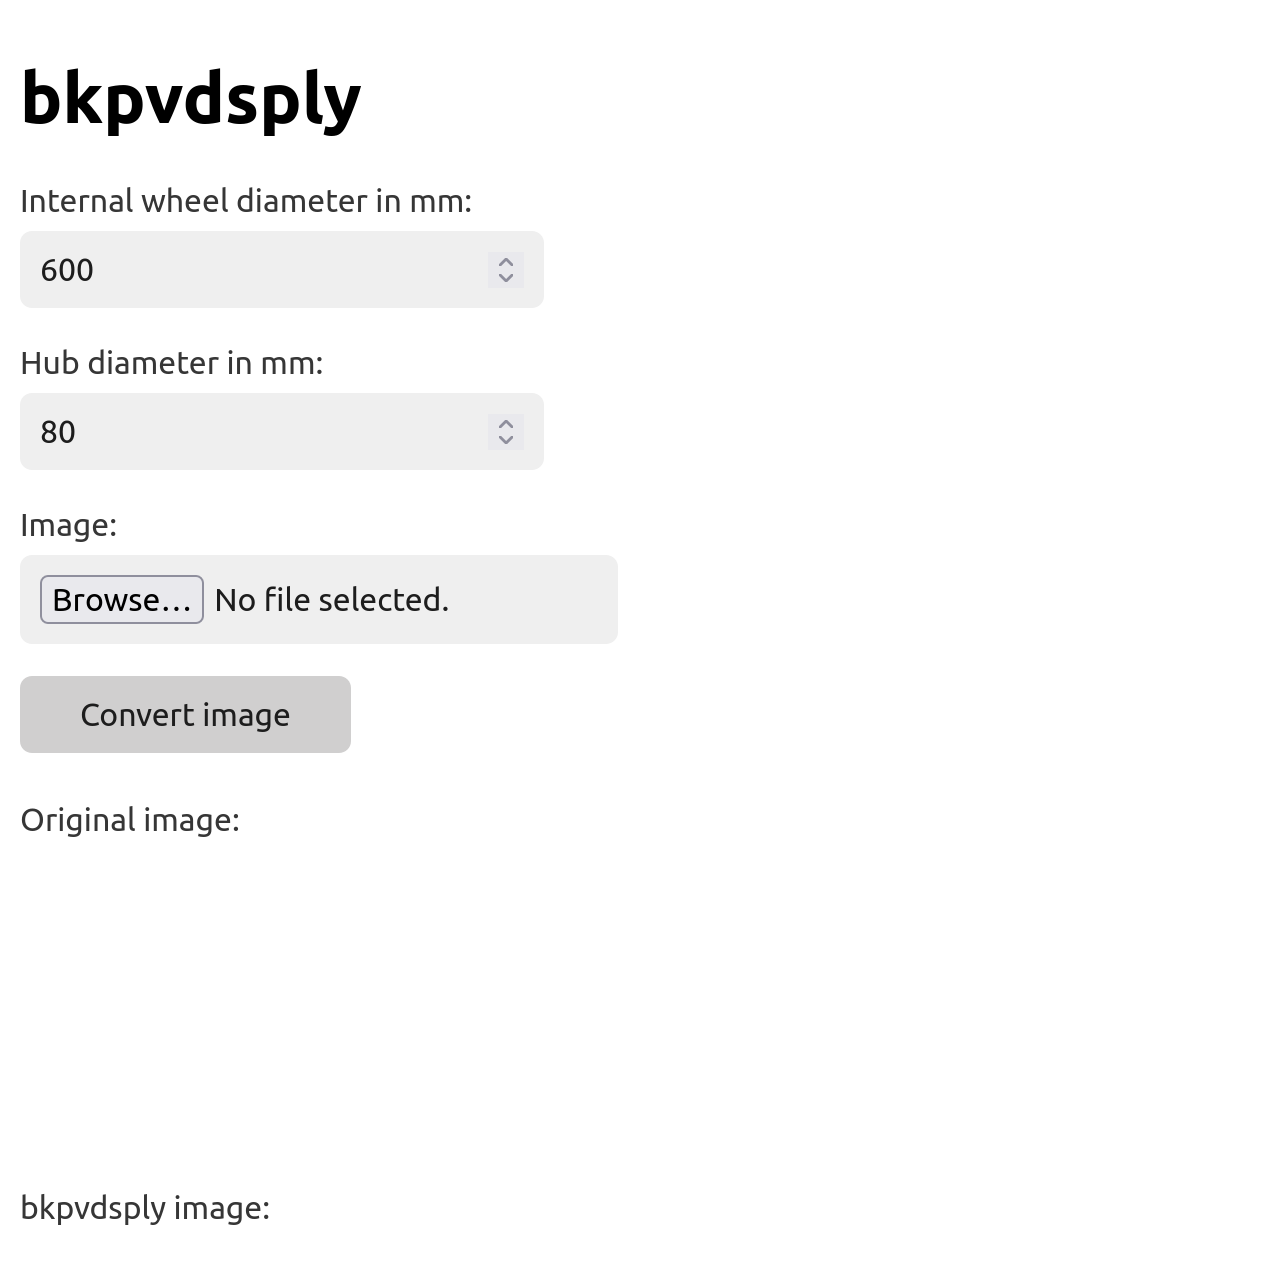 bkpvdsply
Internal wheel diameter in mm:
600
Hub diameter in mm:
80
Image:
Browse… No file selected.
Convert image
Original image:
bkpvdsply image: